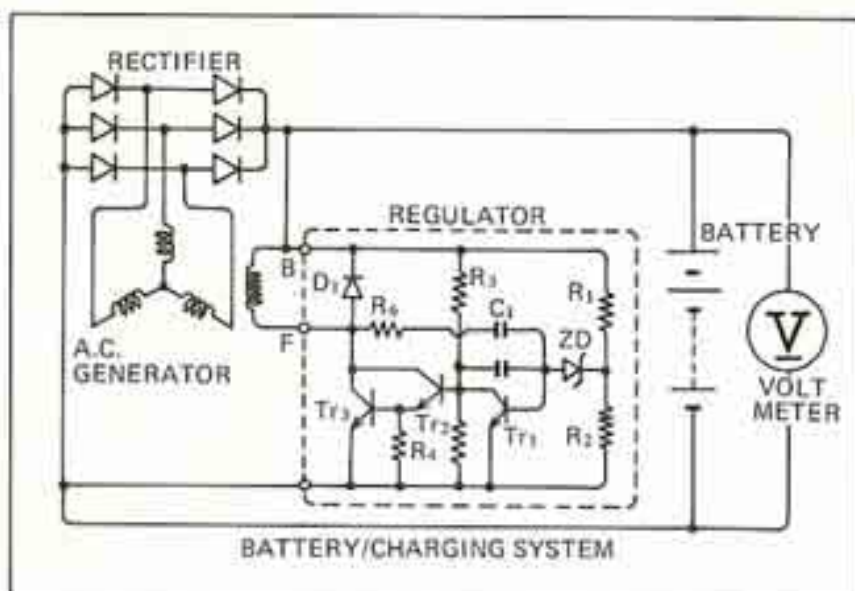 RECTIFIER
REGULATOR
BATTERY
B
D1
R3
R1
R6
C1
ZD
F
V
A.C.
GENERATOR
VOLT
METER
Tr3
Tr2
Tr1
R4
R2
BATTERY/CHARGING SYSTEM